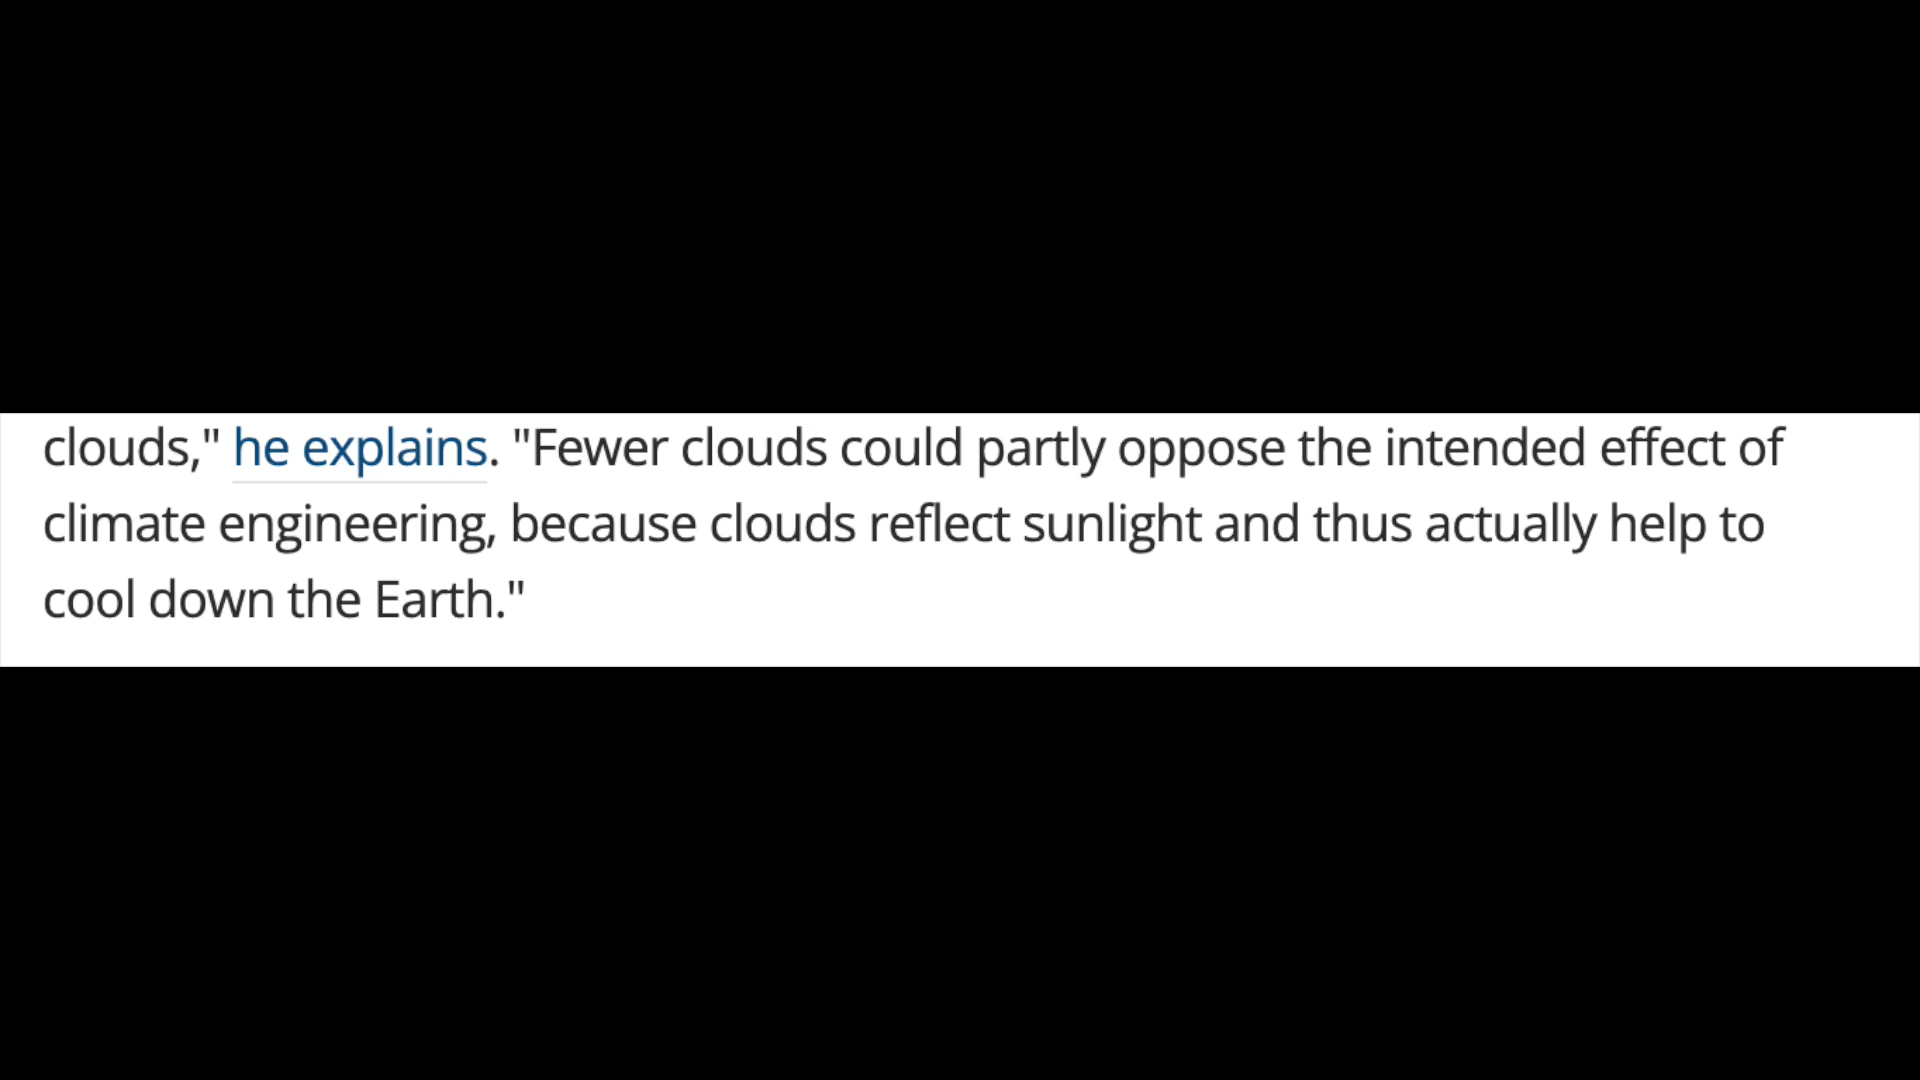 clouds," he explains. "Fewer clouds could partly oppose the intended effect of
climate engineering, because clouds reflect sunlight and thus actually help to
cool down the Earth."